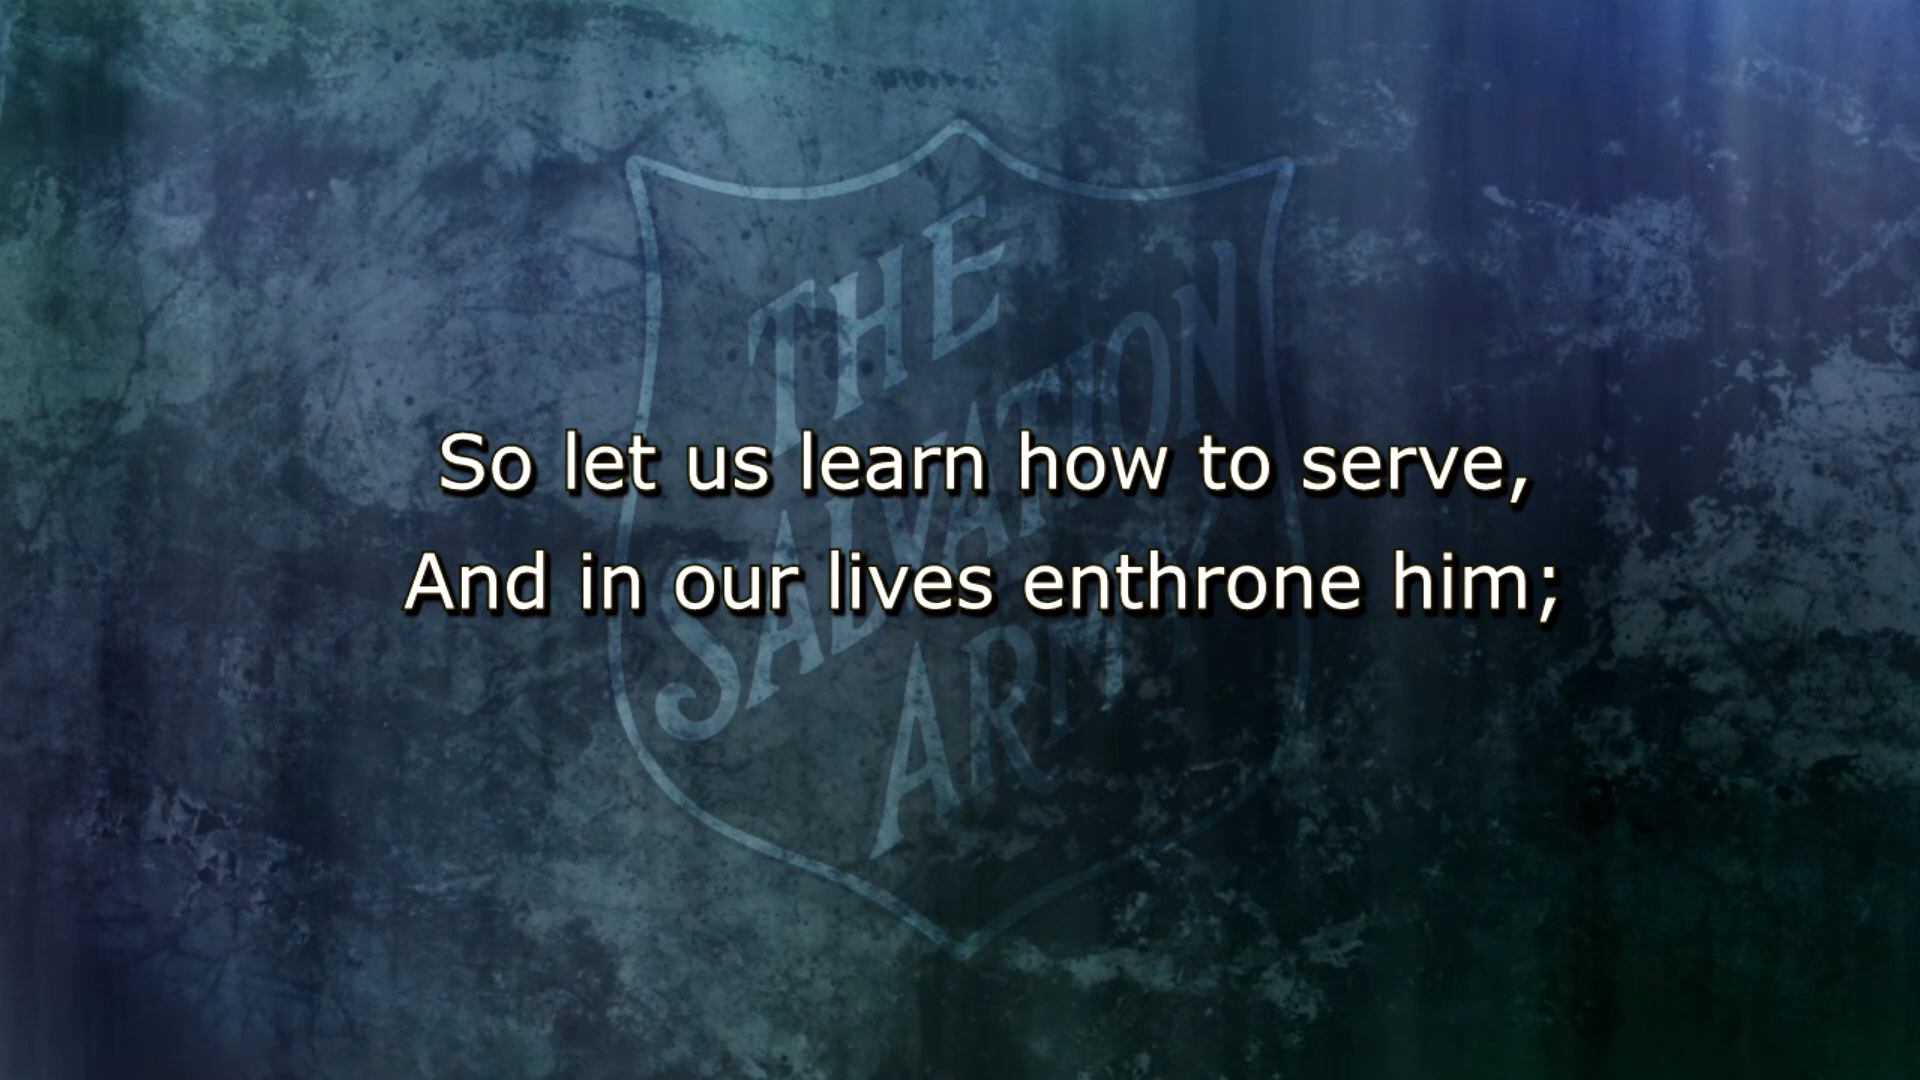 THE
SALVATION
ARMY
So let us learn how to serve,
And in our lives enthrone him;